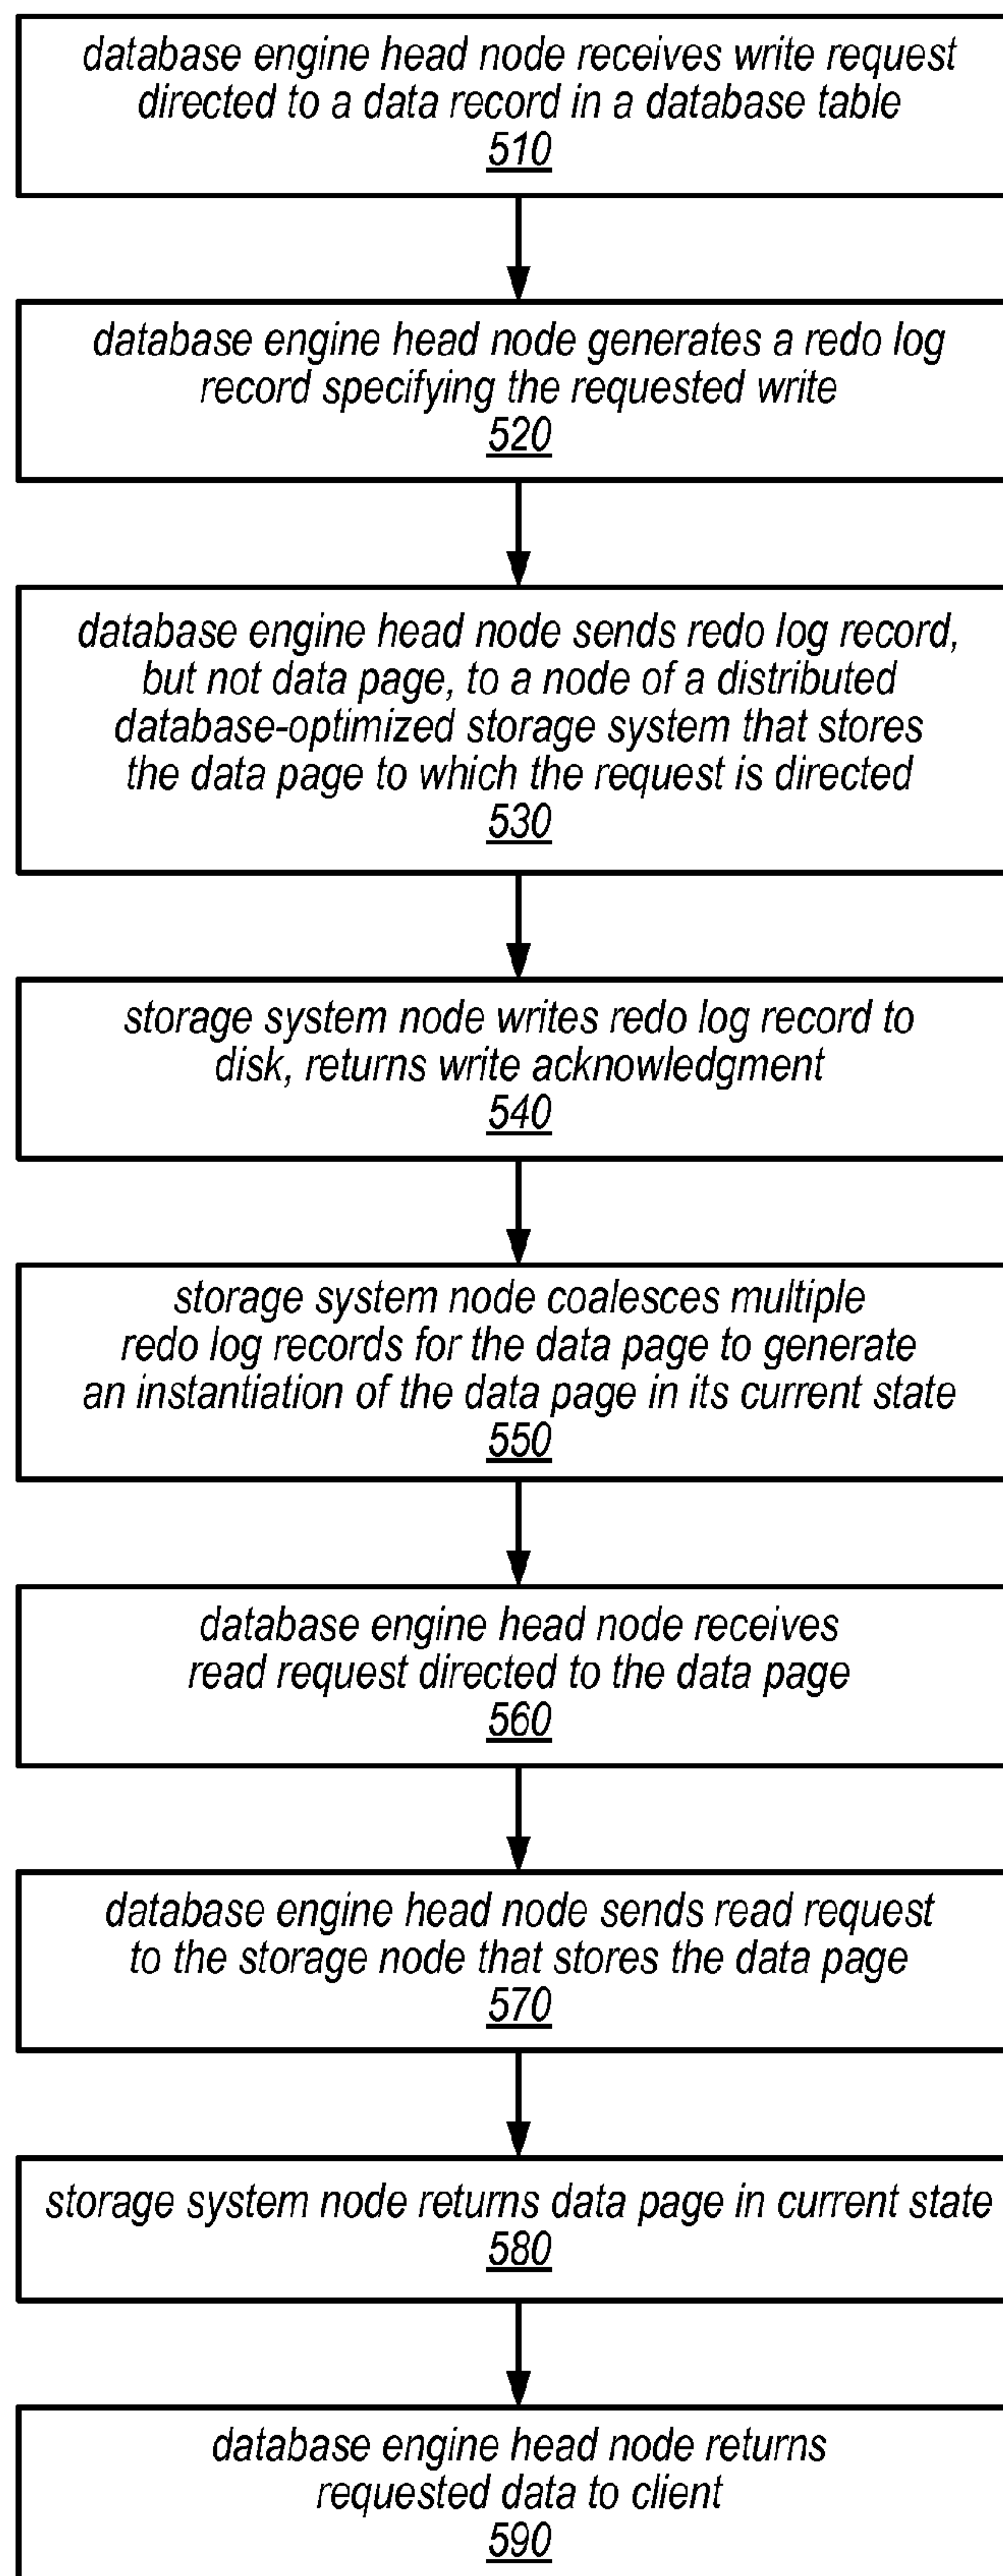 database engine head node receives write request
directed to a data record in a database table
510
database engine head node generates a redo log
record specifying the requested write
520
database engine head node sends redo log record,
but not data page, to a node of a distributed
database-optimized storage system that stores
the data page to which the request is directed
530
storage system node writes redo log record to
disk, returns write acknowledgment
540
storage system node coalesces multiple
redo log records for the data page to generate
an instantiation of the data page in its current state
550
database engine head node receives
read request directed to the data page
560
database engine head node sends read request
to the storage node that stores the data page
570
storage system node returns data page in current state
580
database engine head node returns
requested data to client
590